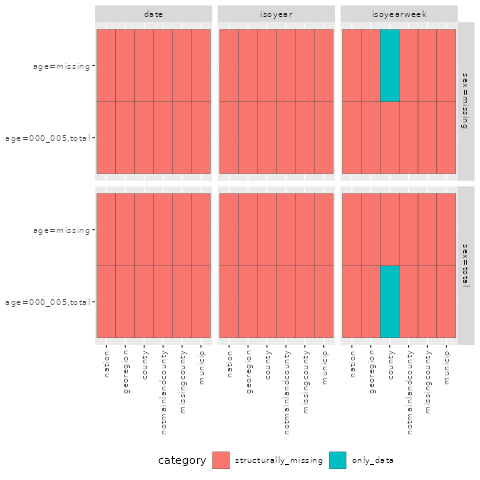 date isoyear isoyearweek
age=missing
age=000_005,total
sex=missing
age=missing
age=000_005,total
sex=total
nation georegion county notmainlandcounty missingcounty municip nation georegion county notmainlandcounty missingcounty municip nation georegion county notmainlandcounty missingcounty municip
category structurally_missing only_data